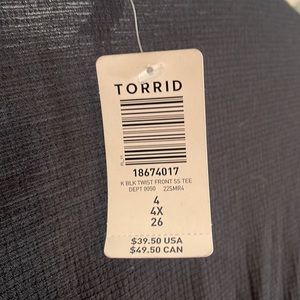 TORRID
18674017
K BLK TWIST FRONT SS TEE
DEPT 0050 22SMR4
4
4X
26
$39.50 USA
$49.50 CAN